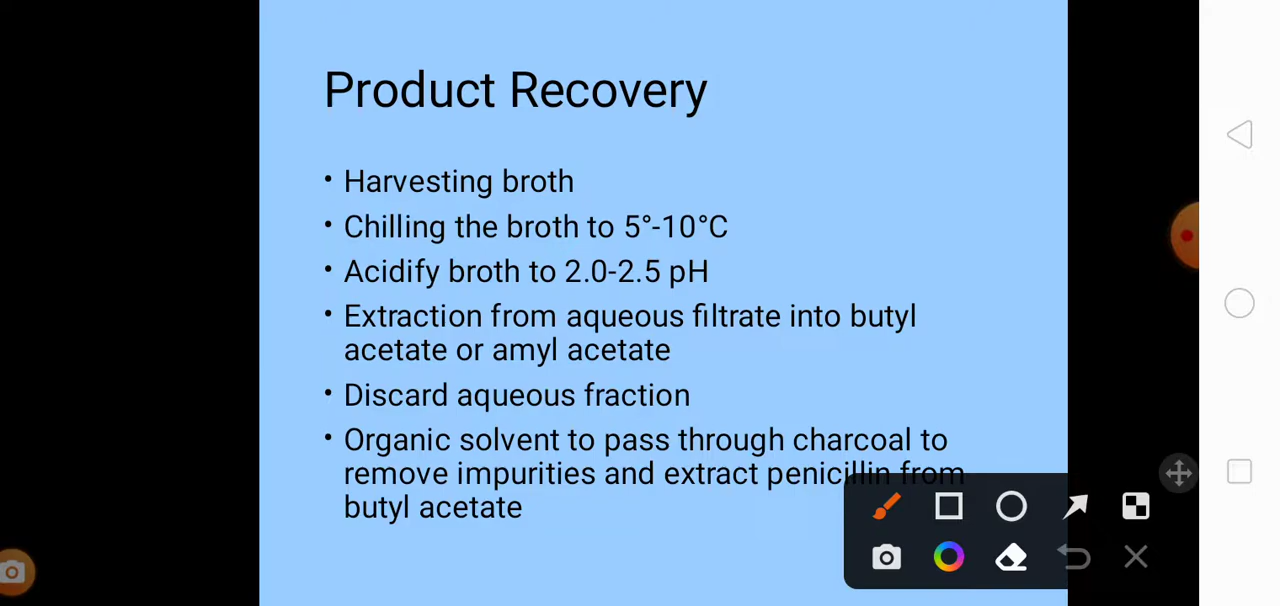 Product Recovery
• Harvesting broth
• Chilling the broth to 5°-10°C
• Acidify broth to 2.0-2.5 pH
• Extraction from aqueous filtrate into butyl
acetate or amyl acetate
• Discard aqueous fraction
• Organic solvent to pass through charcoal to
remove impurities and extract penicillin from
butyl acetate